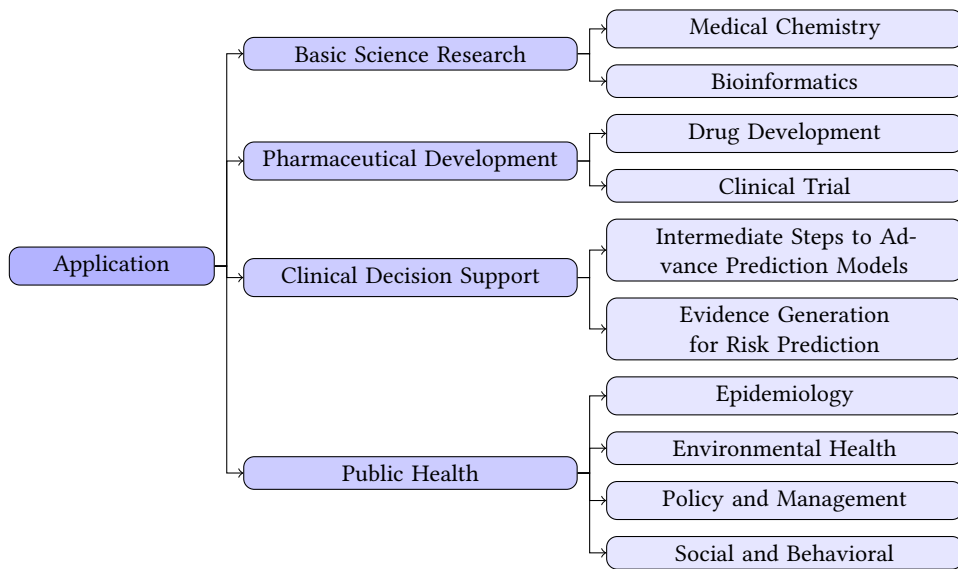 Application
Basic Science Research
Medical Chemistry
Bioinformatics
Pharmaceutical Development
Drug Development
Clinical Trial
Clinical Decision Support
Intermediate Steps to Ad-
vance Prediction Models
Evidence Generation
for Risk Prediction
Public Health
Epidemiology
Environmental Health
Policy and Management
Social and Behavioral